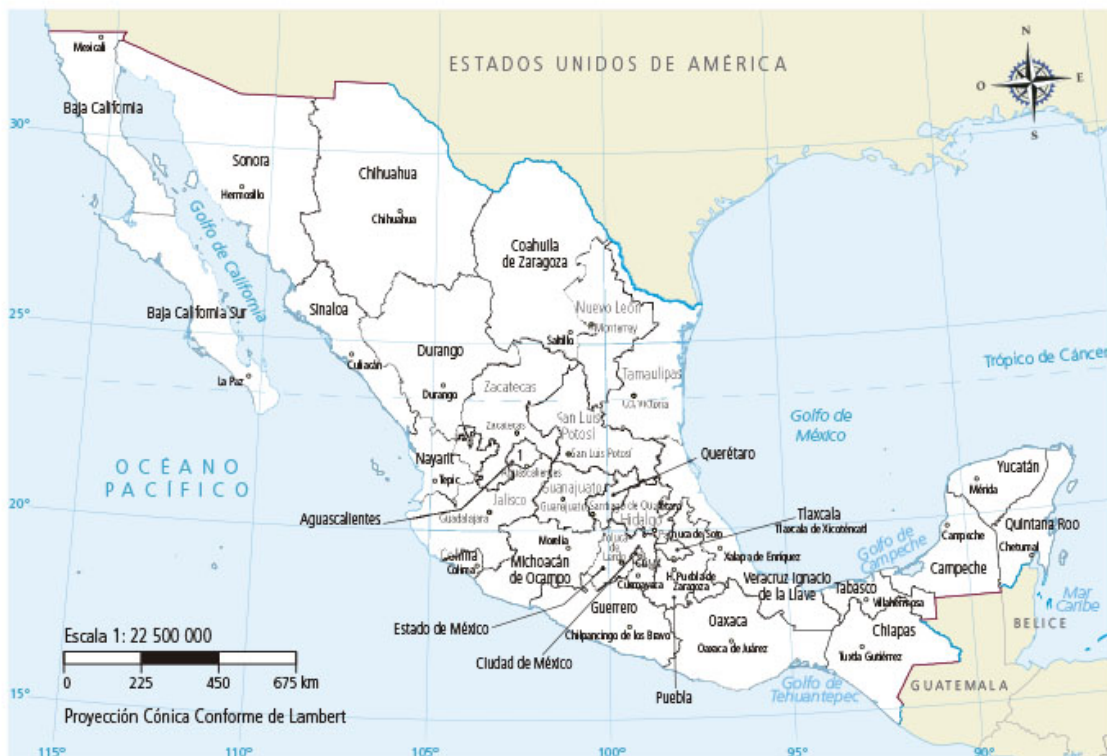 N
O
E
S
ESTADOS UNIDOS DE AMÉRICA
Mexicali
Baja California
30°
Sonora
Hermosillo
Chihuahua
Chihuahua
Golfo de California
Coahuila
de Zaragoza
Nuevo León
Monterrey
Saltillo
Baja California Sur
Sinaloa
25°
Culiacán
La Paz
Durango
Durango
Tamaulipas
Cd. Victoria
Trópico de Cáncer
Zacatecas
Zacatecas
San Luis
Potosí
San Luis Potosí
Golfo de
México
Nayarit
Tepic
1
Aguascalientes
Querétaro
OCÉANO
PACÍFICO
Aguascalientes
Jalisco
Guadalajara
Guanajuato
Guanajuato
Santiago de Querétaro
Hidalgo
Pachuca de Soto
Tlaxcala
Tlaxcala de Xicoténcatl
Yucatán
Mérida
20°
Quintana Roo
Chetumal
Campeche
Campeche
Golfo de
Campeche
Colima
Colima
Morelia
Michoacán
de Ocampo
Toluca
de Lerdo
Cuernavaca
H. Puebla de
Zaragoza
Xalapa de Enríquez
Veracruz Ignacio
de la Llave
Tabasco
Villahermosa
Mar
Caribe
BELICE
Guerrero
Chilpancingo de los Bravo
Oaxaca
Oaxaca de Juárez
Chiapas
Tuxtla Gutiérrez
Estado de México
Ciudad de México
Puebla
Golfo de
Tehuantepec
GUATEMALA
Escala 1: 22 500 000
0 225 450 675 km
Proyección Cónica Conforme de Lambert
15°
115° 110° 105° 100° 95° 90°